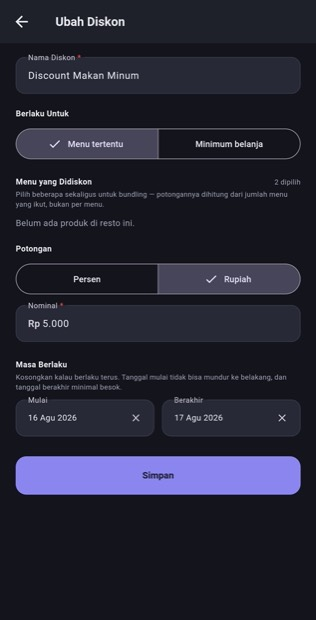 Ubah Diskon
Nama Diskon *
Discount Makan Minum
Berlaku Untuk
Menu tertentu
Minimum belanja
Menu yang Didiskon
2 dipilih
Pilih beberapa sekaligus untuk bundling — potongannya dihitung dari jumlah menu
yang ikut, bukan per menu.
Belum ada produk di resto ini.
Potongan
Persen
Rupiah
Nominal *
Rp 5.000
Masa Berlaku
Kosongkan kalau berlaku terus. Tanggal mulai tidak bisa mundur ke belakang, dan
tanggal berakhir minimal besok.
Mulai
Berakhir
16 Agu 2026
17 Agu 2026
Simpan